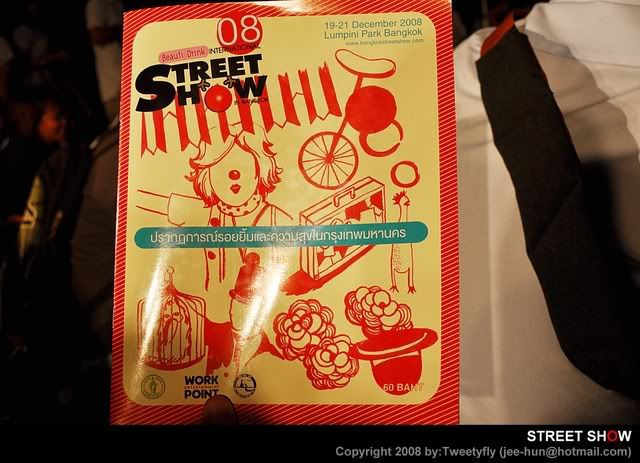 08
19-21 December 2008
Lumpini Park Bangkok
www.bangkokstreetshow.com
Beauti Drink INTERNATIONAL
STREET
SHOW
IN BANGKOK
ปรากฏการณ์รอยยิ้มและความสุขในกรุงเทพมหานคร
WORK
ENTERTAINMENT
POINT
60 BAHT
STREET SHOW
Copyright 2008 by:Tweetyfly (jee-hun@hotmail.com)